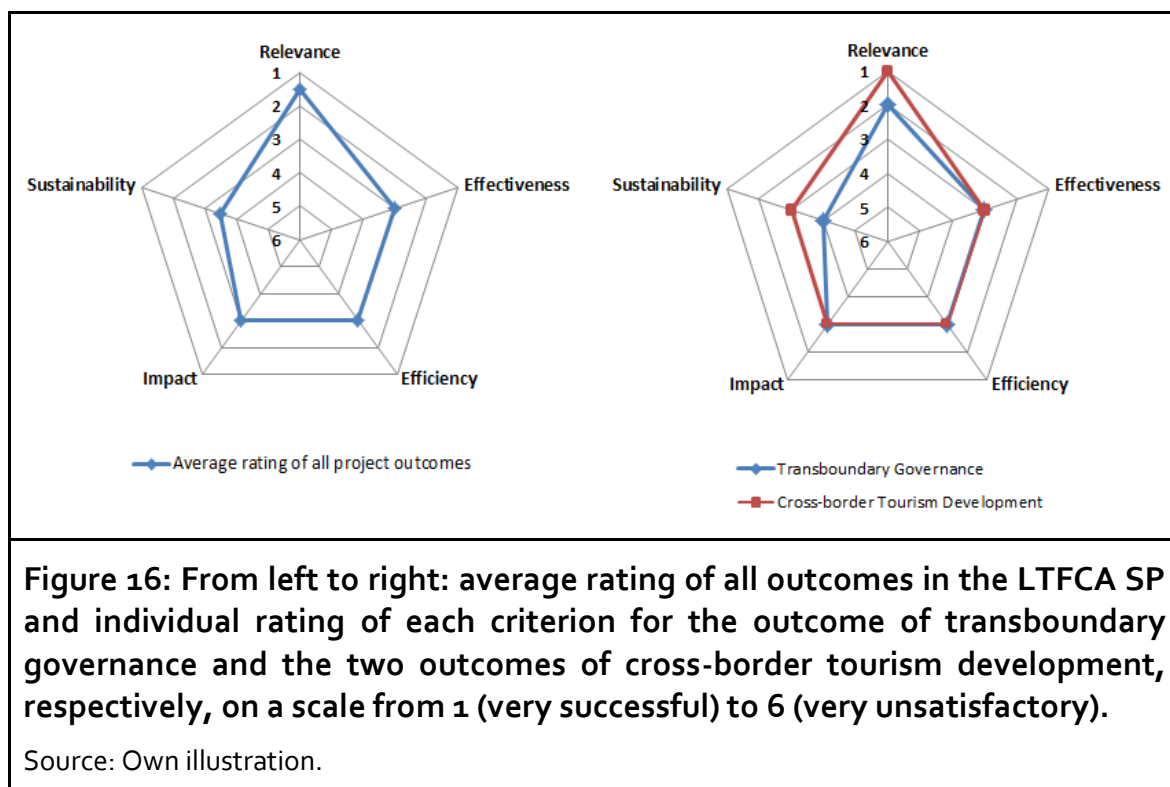 Relevance
1
2
3
4
5
6
Sustainability
Effectiveness
Impact
Efficiency
Average rating of all project outcomes
Relevance
1
2
3
4
5
6
Sustainability
Effectiveness
Impact
Efficiency
Transboundary Governance
Cross-border Tourism Development
Figure 16: From left to right: average rating of all outcomes in the LTFCA SP
and individual rating of each criterion for the outcome of transboundary
governance and the two outcomes of cross-border tourism development,
respectively, on a scale from 1 (very successful) to 6 (very unsatisfactory).
Source: Own illustration.